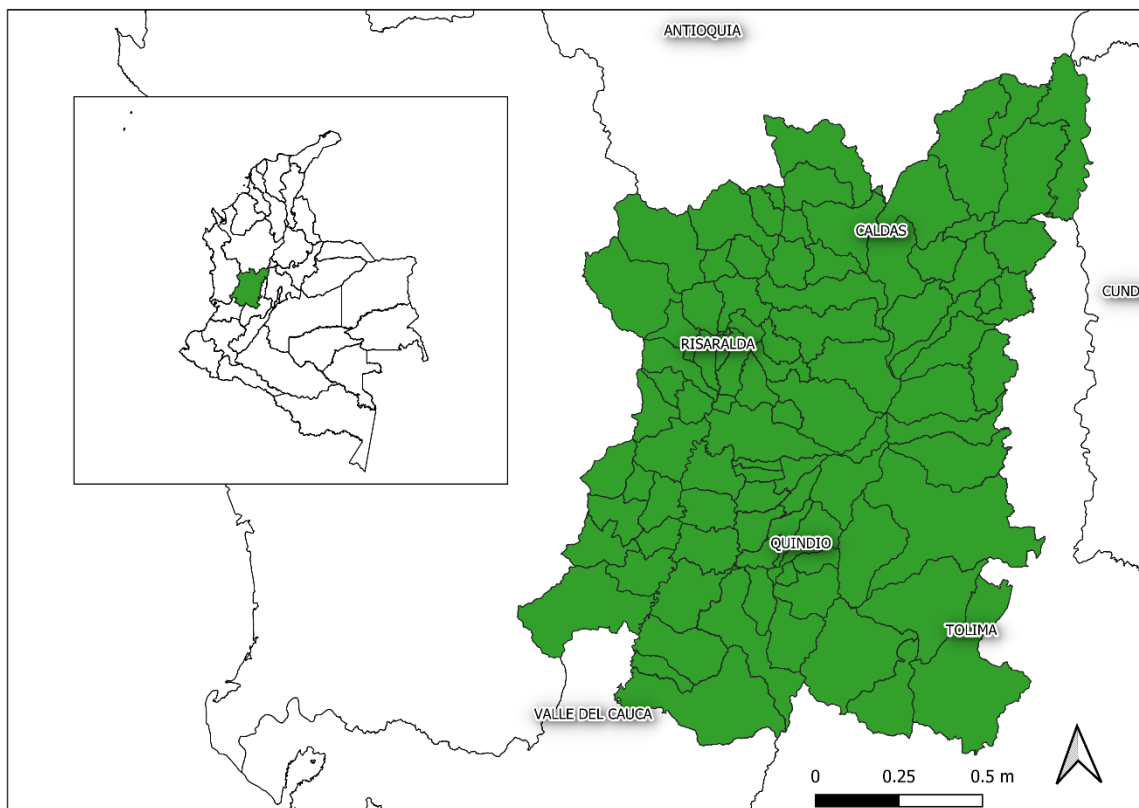 ANTIOQUIA
CALDAS
CUND
RISARALDA
QUINDIO
TOLIMA
VALLE DEL CAUCA
0 0.25 0.5 m